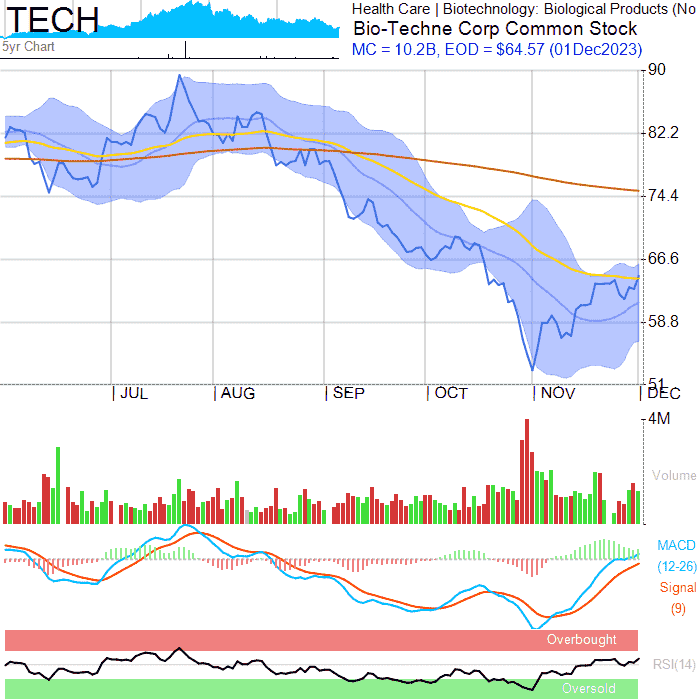 TECH
5yr Chart
Health Care | Biotechnology: Biological Products (No
Bio-Techne Corp Common Stock
MC = 10.2B, EOD = $64.57 (01Dec2023)
90
82.2
74.4
66.6
58.8
51
JUL AUG SEP OCT NOV DEC
4M
Volume
MACD
(12-26)
Signal
(9)
Overbought
RSI(14)
Oversold